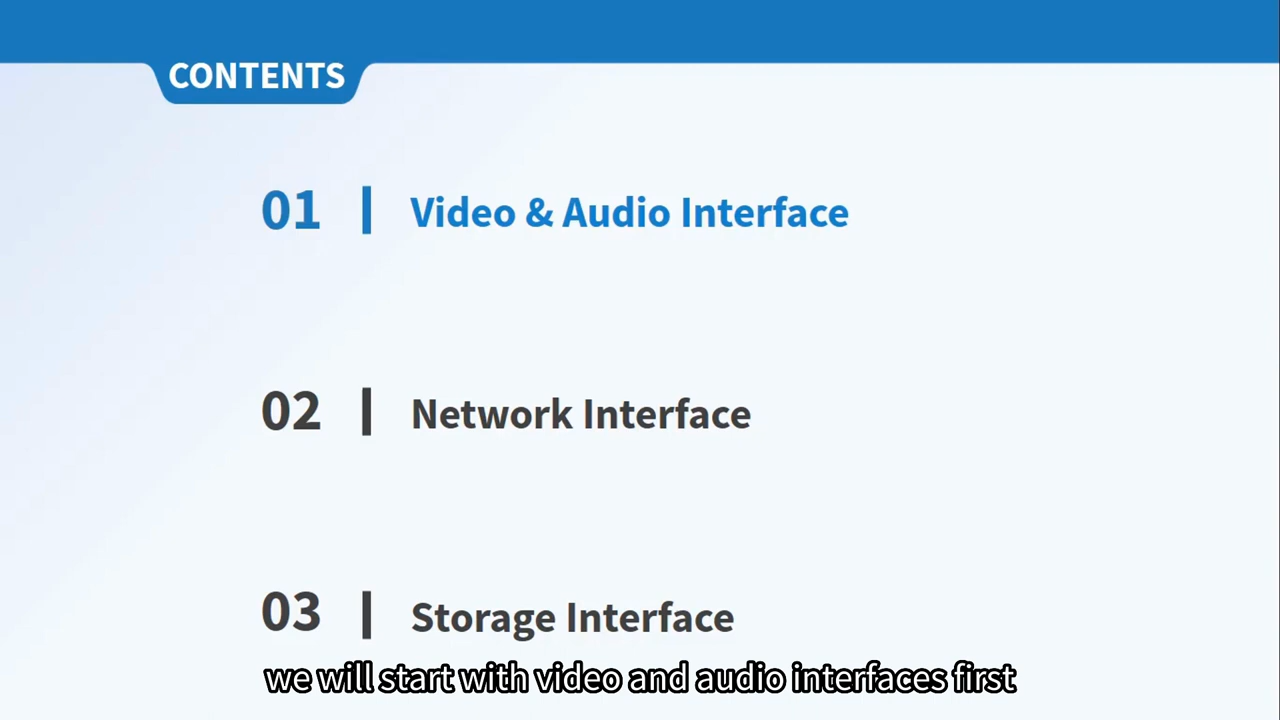 CONTENTS
01 Video & Audio Interface
02 Network Interface
03 Storage Interface
we will start with video and audio interfaces first